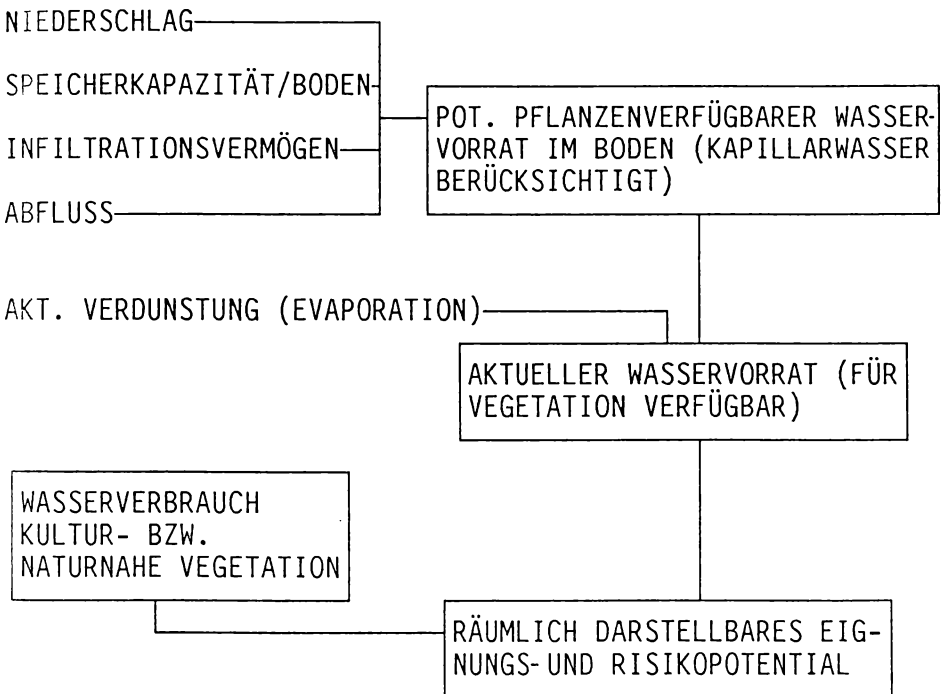 NIEDERSCHLAG
SPEICHERKAPAZITÄT/BODEN
INFILTRATIONSVERMÖGEN
ABFLUSS
POT. PFLANZENVERFÜGBARER WASSER-
VORRAT IM BODEN (KAPILLARWASSER
BERÜCKSICHTIGT)
AKT. VERDUNSTUNG (EVAPORATION)
AKTUELLER WASSERVORRAT (FÜR
VEGETATION VERFÜGBAR)
WASSERVERBRAUCH
KULTUR- BZW.
NATURNAHE VEGETATION
RÄUMLICH DARSTELLBARES EIG-
NUNGS- UND RISIKOPOTENTIAL